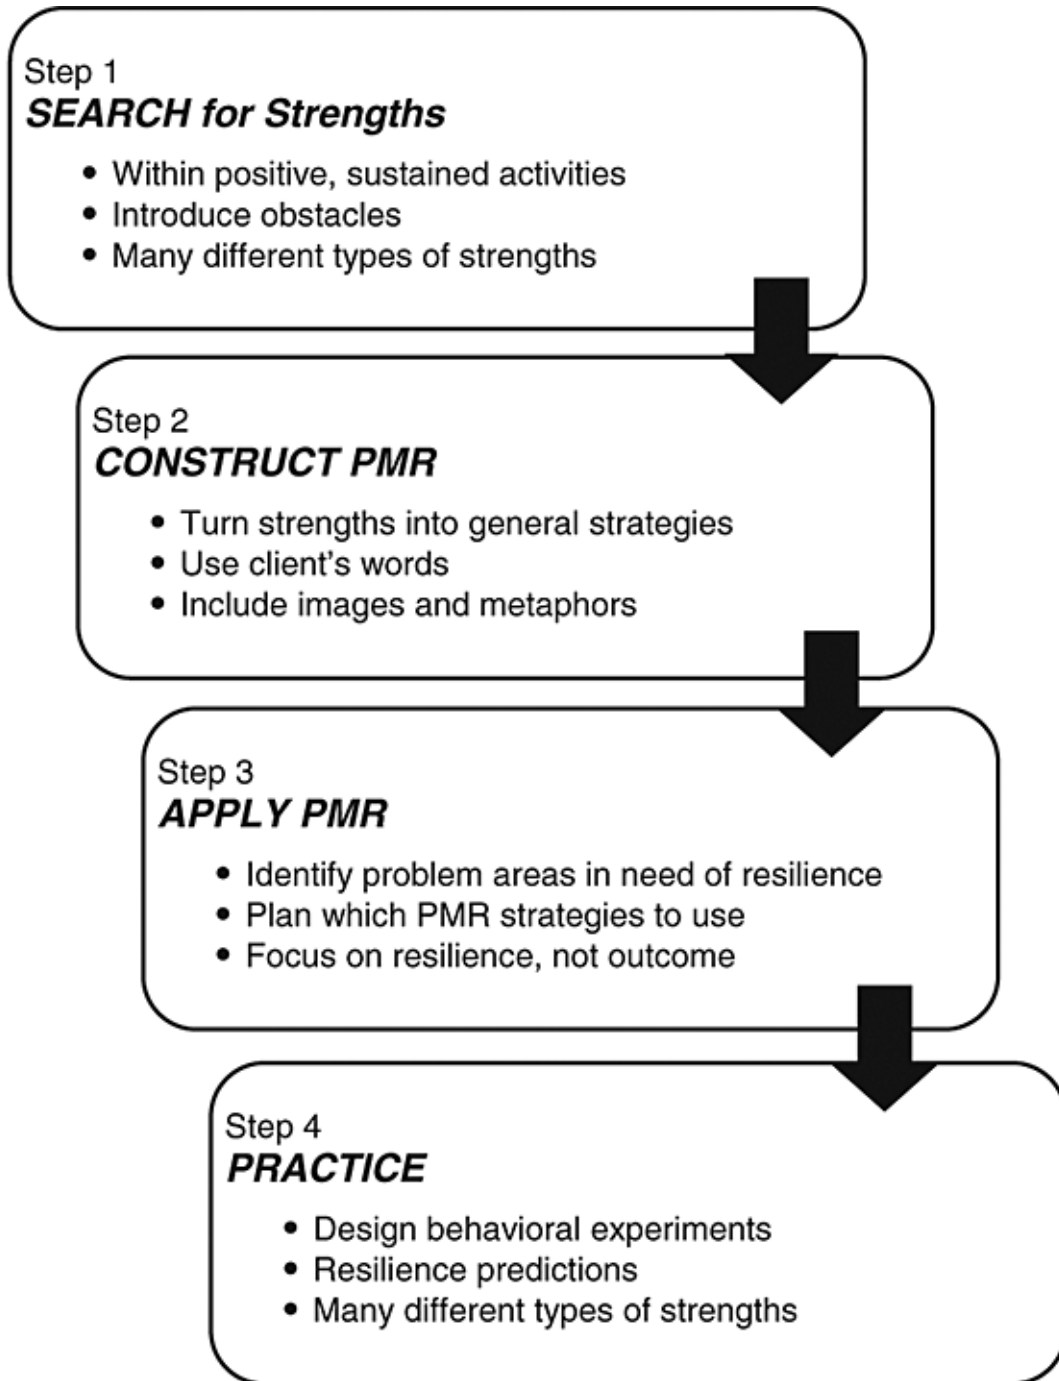 Step 1
SEARCH for Strengths
• Within positive, sustained activities
• Introduce obstacles
• Many different types of strengths
Step 2
CONSTRUCT PMR
• Turn strengths into general strategies
• Use client’s words
• Include images and metaphors
Step 3
APPLY PMR
• Identify problem areas in need of resilience
• Plan which PMR strategies to use
• Focus on resilience, not outcome
Step 4
PRACTICE
• Design behavioral experiments
• Resilience predictions
• Many different types of strengths